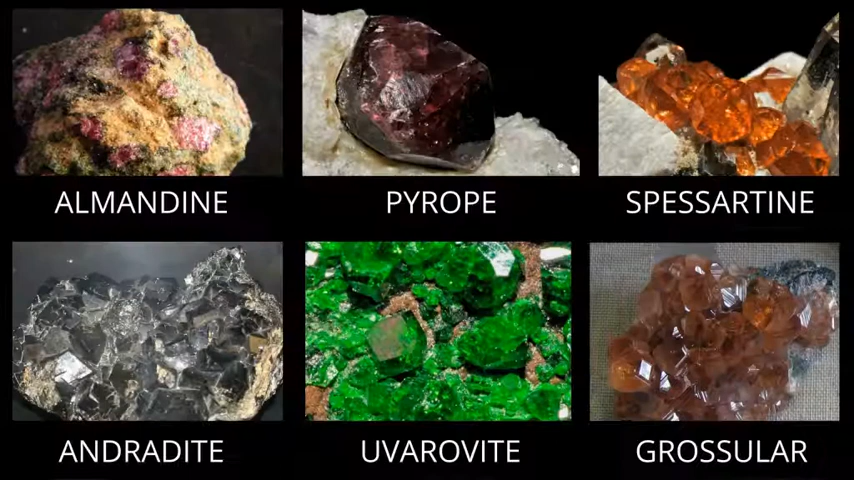 ALMANDINE
PYROPE
SPESSARTINE
ANDRADITE
UVAROVITE
GROSSULAR